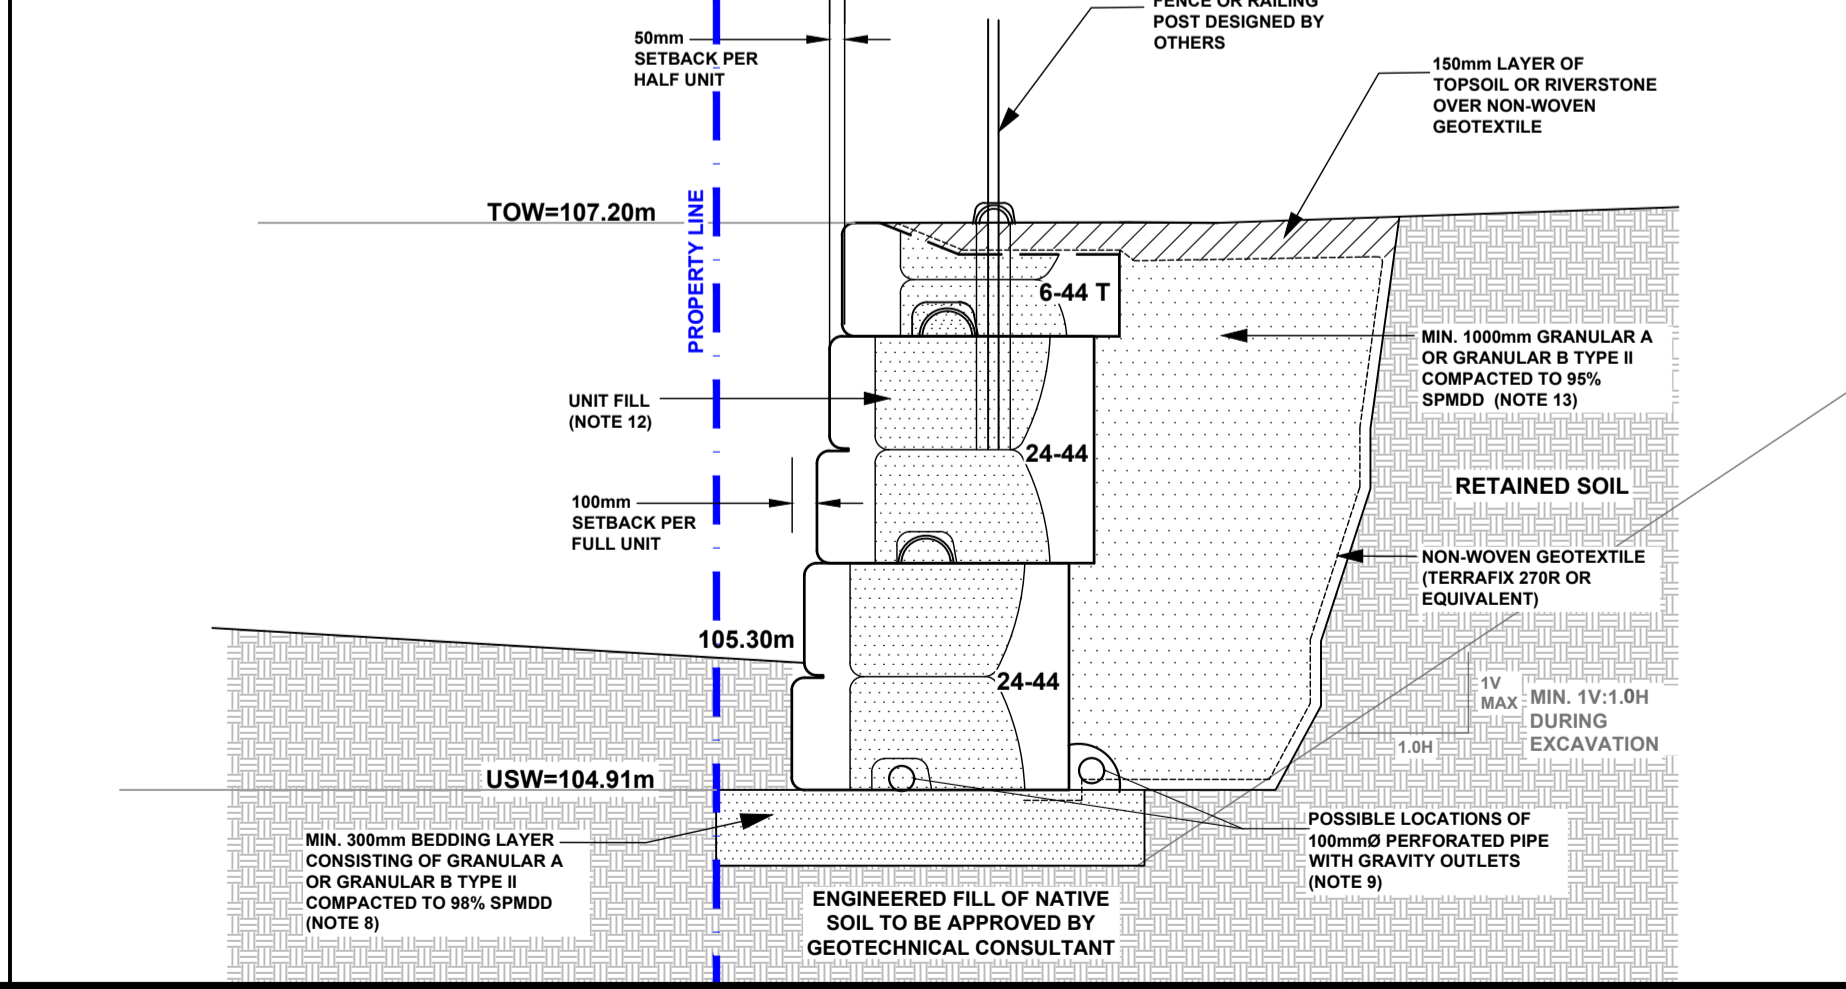 FENCE OR RAILING
POST DESIGNED BY
OTHERS
50mm
SETBACK PER
HALF UNIT
150mm LAYER OF
TOPSOIL OR RIVERSTONE
OVER NON-WOVEN
GEOTEXTILE
TOW=107.20m
PROPERTY LINE
6-44 T
MIN. 1000mm GRANULAR A
OR GRANULAR B TYPE II
COMPACTED TO 95%
SPMDD (NOTE 13)
UNIT FILL
(NOTE 12)
24-44
RETAINED SOIL
100mm
SETBACK PER
FULL UNIT
NON-WOVEN GEOTEXTILE
(TERRAFIX 270R OR
EQUIVALENT)
105.30m
24-44
1V
MAX
1.0H
MIN. 1V:1.0H
DURING
EXCAVATION
USW=104.91m
MIN. 300mm BEDDING LAYER
CONSISTING OF GRANULAR A
OR GRANULAR B TYPE II
COMPACTED TO 98% SPMDD
(NOTE 8)
POSSIBLE LOCATIONS OF
100mmØ PERFORATED PIPE
WITH GRAVITY OUTLETS
(NOTE 9)
ENGINEERED FILL OF NATIVE
SOIL TO BE APPROVED BY
GEOTECHNICAL CONSULTANT